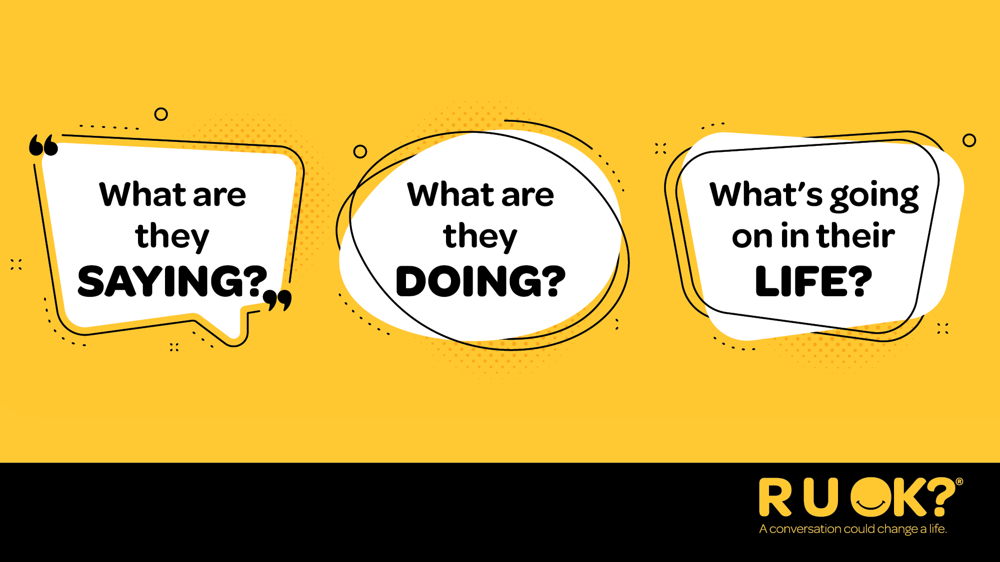 What are
they
SAYING?
What are
they
DOING?
What's going
on in their
LIFE?
R U OK?®
A conversation could change a life.